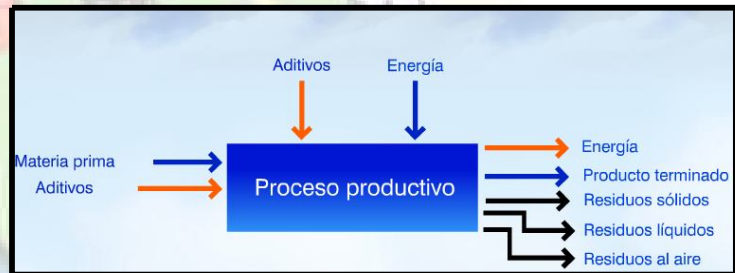 Aditivos Energía
Materia prima
Aditivos
Proceso productivo
Energía
Producto terminado
Residuos sólidos
Residuos líquidos
Residuos al aire